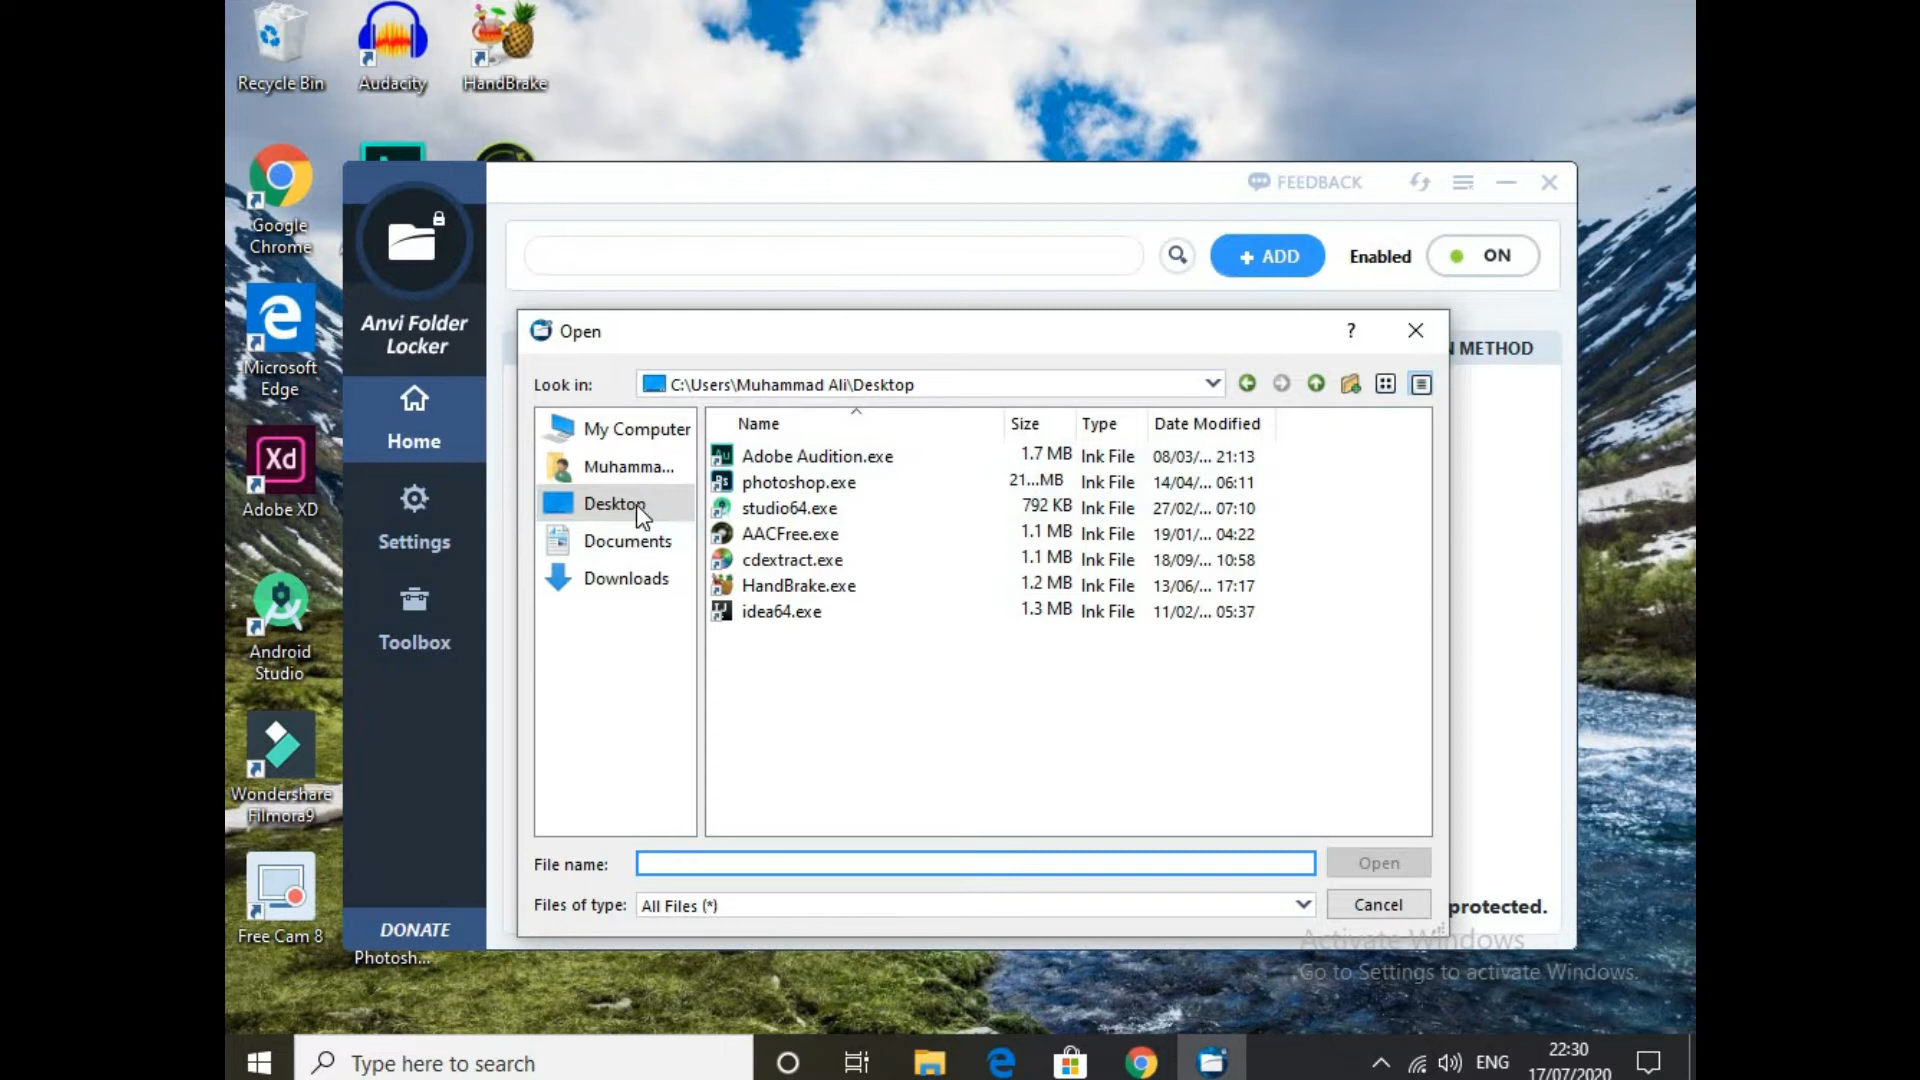 Recycle Bin
Audacity
HandBrake
Google
Chrome
Microsoft
Edge
Xd
Adobe XD
Android
Studio
Wondershare
Filmora9
Free Cam 8
Photosh...
Anvi Folder
Locker
Home
Settings
Toolbox
DONATE
FEEDBACK
+ ADD
Enabled
ON
N METHOD
Open
?
Look in:
C:\Users\Muhammad Ali\Desktop
My Computer
Muhamma...
Desktop
Documents
Downloads
Name Size Type Date Modified
Adobe Audition.exe 1.7 MB lnk File 08/03/... 21:13
photoshop.exe 21...MB lnk File 14/04/... 06:11
studio64.exe 792 KB lnk File 27/02/... 07:10
AACFree.exe 1.1 MB lnk File 19/01/... 04:22
cdextract.exe 1.1 MB lnk File 18/09/... 10:58
HandBrake.exe 1.2 MB lnk File 13/06/... 17:17
idea64.exe 1.3 MB lnk File 11/02/... 05:37
File name:
Open
Files of type:
All Files (*)
Cancel
protected.
Activate Windows
Go to Settings to activate Windows.
Type here to search
ENG
22:30
17/07/2020